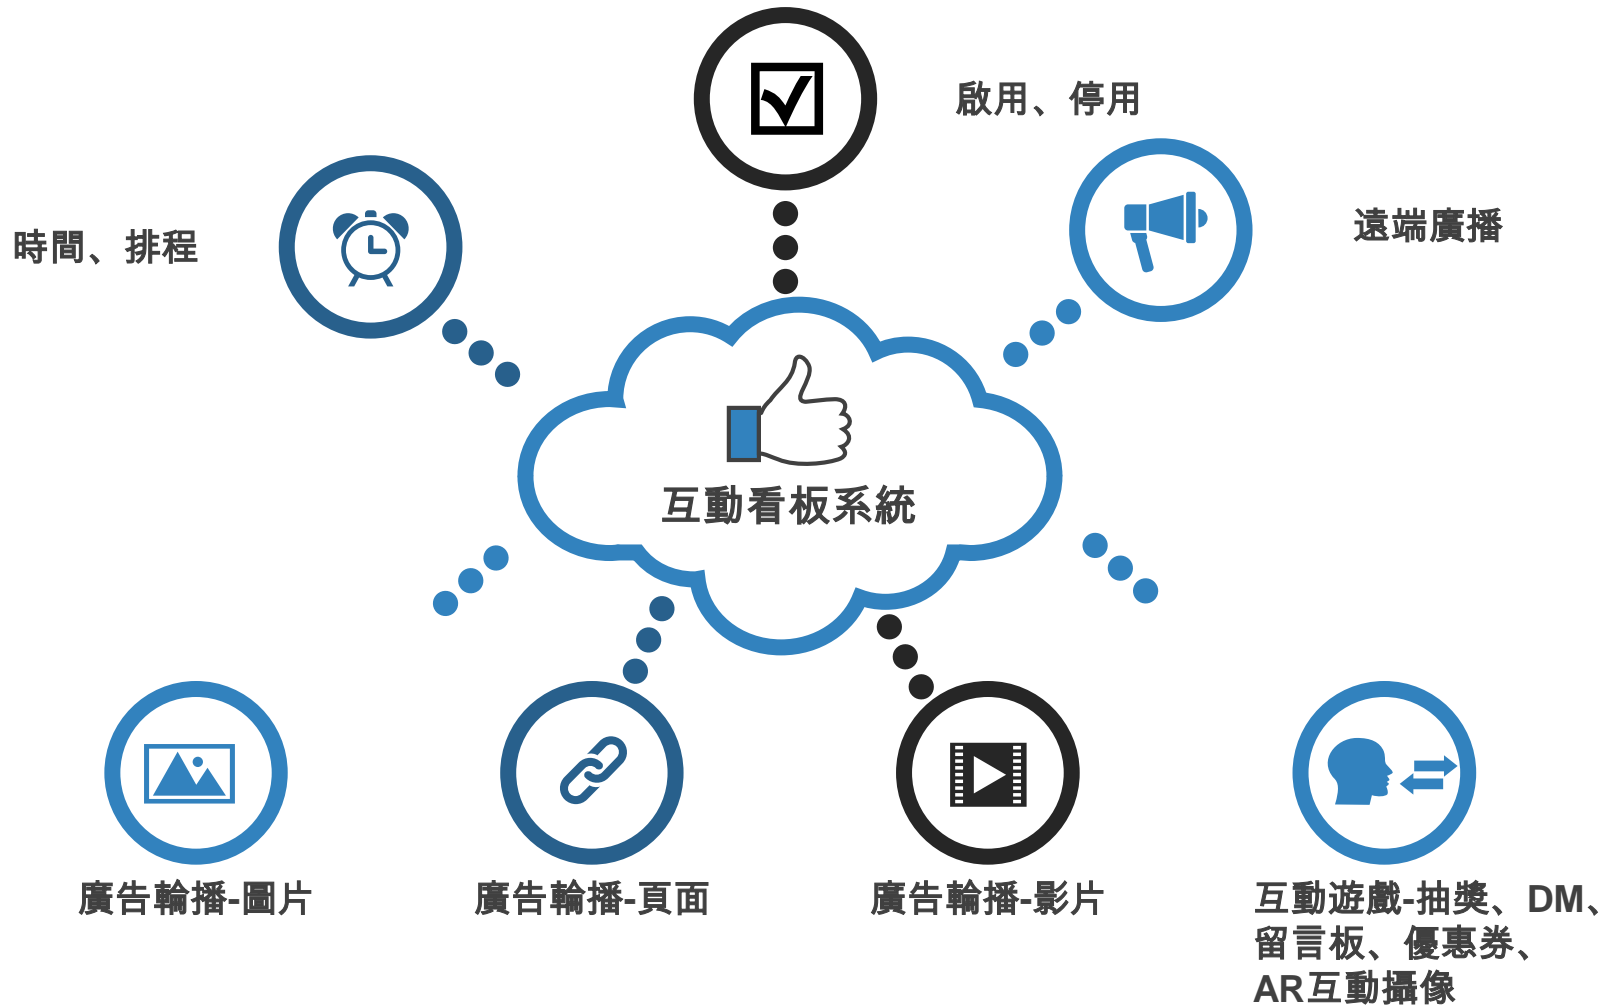 啟用、停用
遠端廣播
時間、排程
互動看板系統
廣告輪播-圖片
廣告輪播-頁面
廣告輪播-影片
互動遊戲-抽獎、DM、
留言板、優惠券、
AR互動攝像